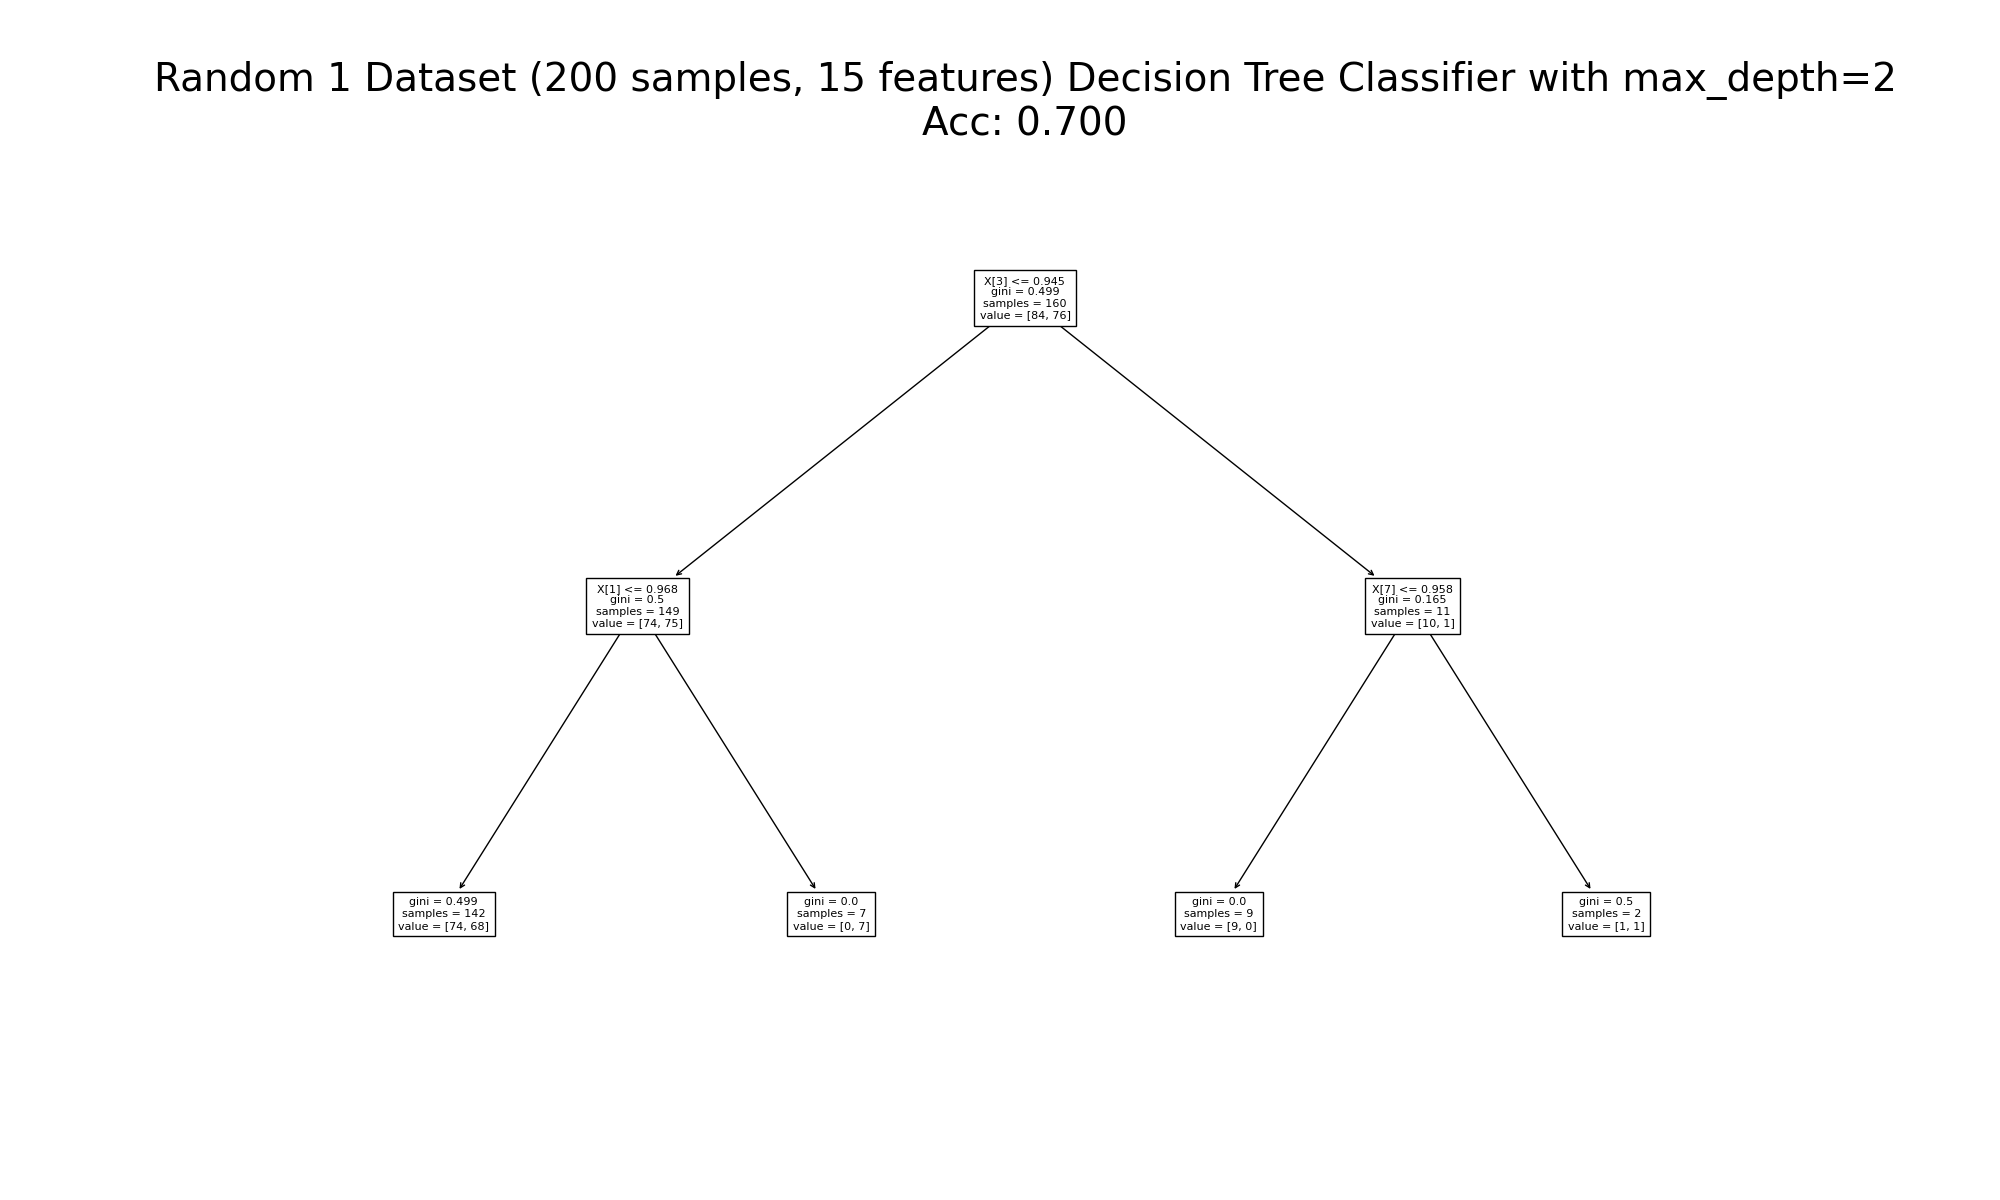 Random 1 Dataset (200 samples, 15 features) Decision Tree Classifier with max_depth=2
Acc: 0.700
X[3] <= 0.945
gini = 0.499
samples = 160
value = [84, 76]
X[1] <= 0.968
gini = 0.5
samples = 149
value = [74, 75]
X[7] <= 0.958
gini = 0.165
samples = 11
value = [10, 1]
gini = 0.499
samples = 142
value = [74, 68]
gini = 0.0
samples = 7
value = [0, 7]
gini = 0.0
samples = 9
value = [9, 0]
gini = 0.5
samples = 2
value = [1, 1]